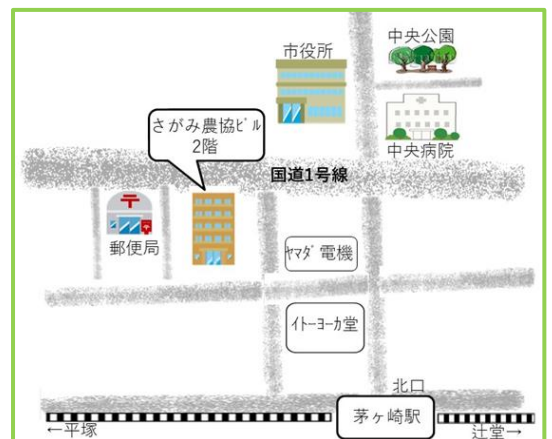 中央公園
市役所
中央病院
さがみ農協ﾋﾞﾙ
2階
国道1号線
郵便局
ﾔﾏﾀﾞ電機
ｲﾄｰﾖｰｶ堂
北口
茅ヶ崎駅
←平塚
辻堂→